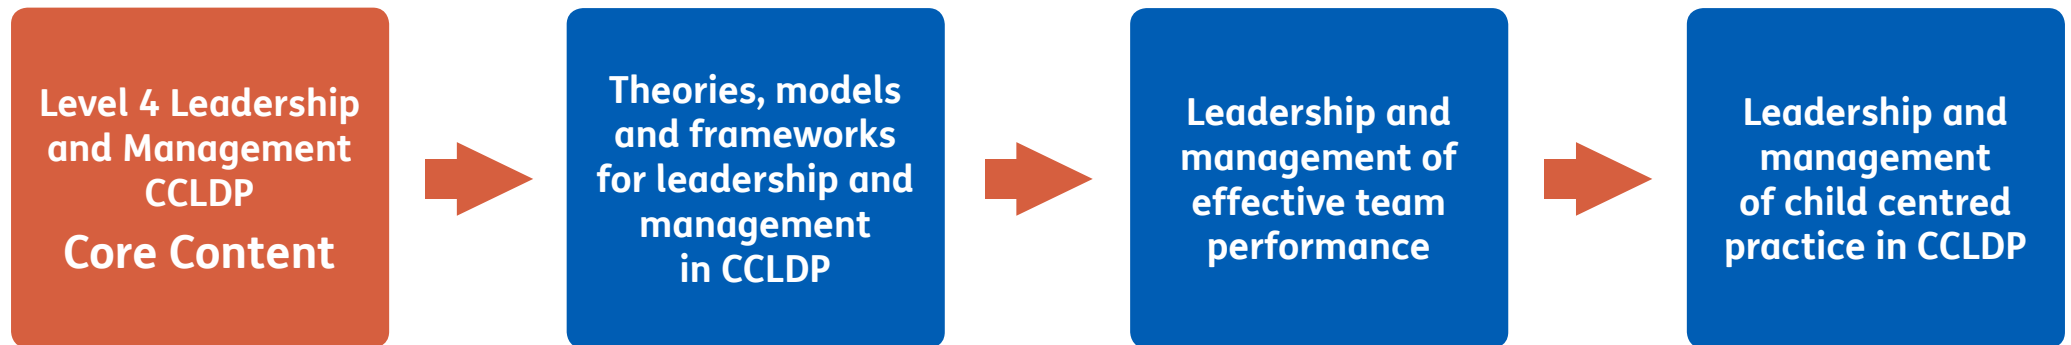 Level 4 Leadership
and Management
CCLDP
Core Content
Theories, models
and frameworks
for leadership and
management
in CCLDP
Leadership and
management of
effective team
performance
Leadership and
management
of child centred
practice in CCLDP